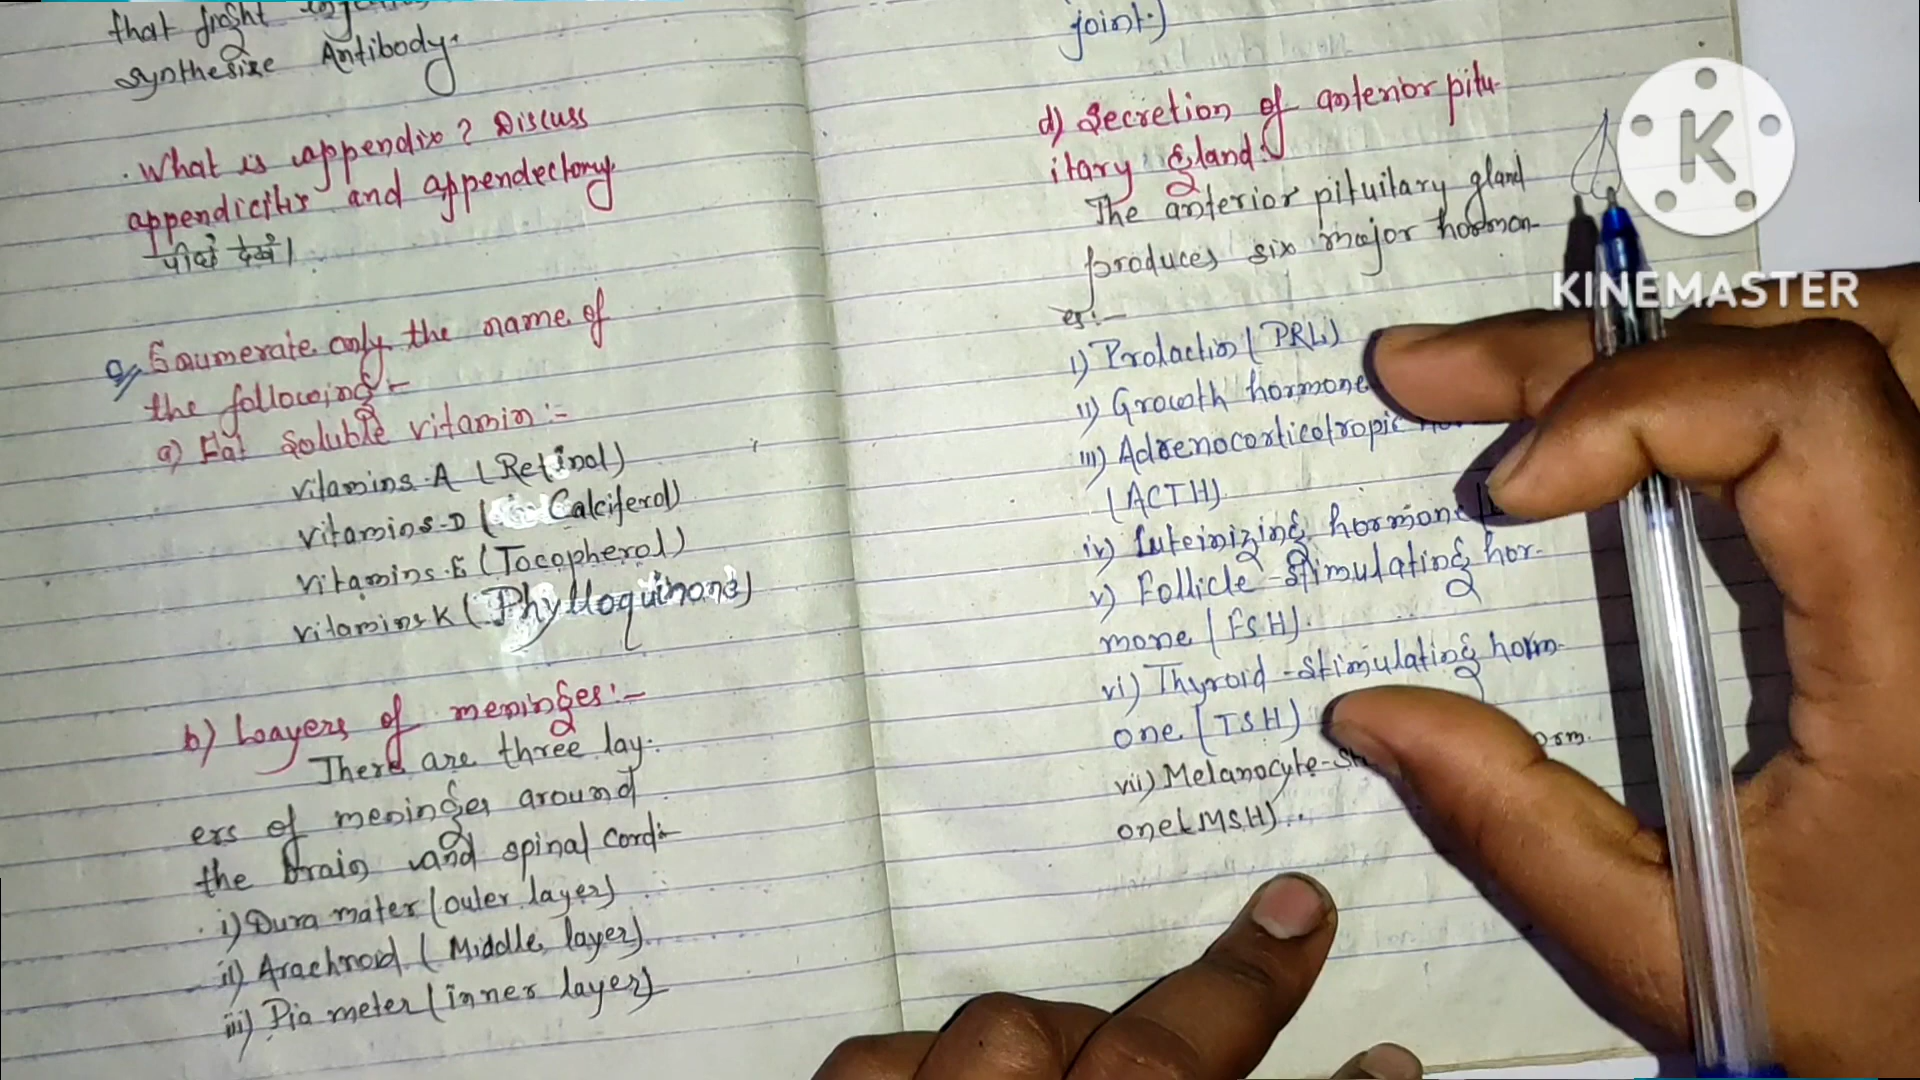 that fight
synthesize Antibody.
What is appendix? Discuss
appendicitis and appendectomy.
पीछे देखें।
Q, Enumerate only the name of
the following:-
a) Fat soluble vitamin:-
vitamins-A (Retinol)
vitamins-D (Calciferol)
vitamins-E (Tocopherol)
vitamins K (Phylloquinone)
b) Layers of meninges:-
There are three lay-
ers of meninges around
the brain and spinal cord:-
i) Dura mater (outer layer)
ii) Arachnoid (Middle layer)
iii) Pia meter (inner layer)
joint.)
d) Secretion of anterior pitu-
itary gland:
The anterior pituitary gland
produces six major hormon-
es:-
i) Prolactin (PRL)
ii) Growth hormone
iii) Adrenocorticotropic
(ACTH)
iv) Luteinizing hormone
v) Follicle-stimulating hor-
mone (FSH).
vi) Thyroid-stimulating horm-
one (TSH)
vii) Melanocyte- orm-
one (MSH).
K
KINEMASTER